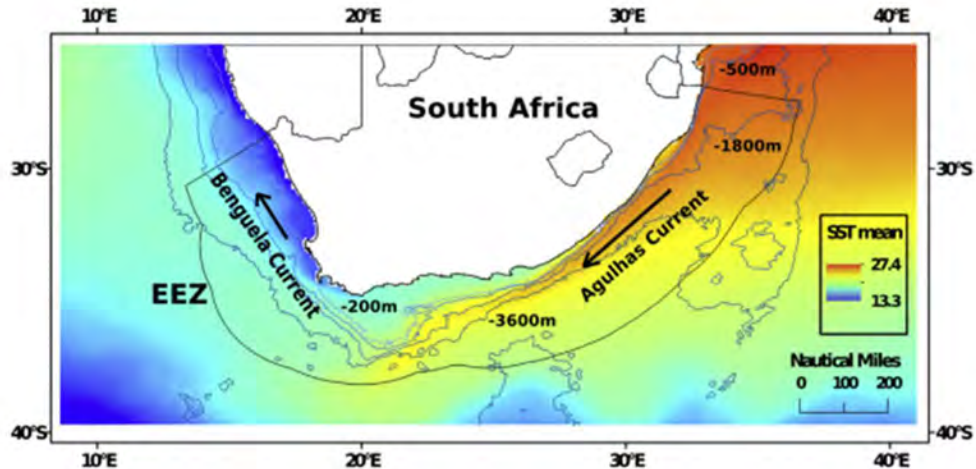 10°E 20°E 30°E 40°E
-500m
South Africa
-1800m
30°S 30°S
Benguela Current
Agulhas Current
SST mean
27.4
13.3
EEZ
-200m
-3600m
Nautical Miles
0 100 200
40°S 40°S
10°E 20°E 30°E 40°E